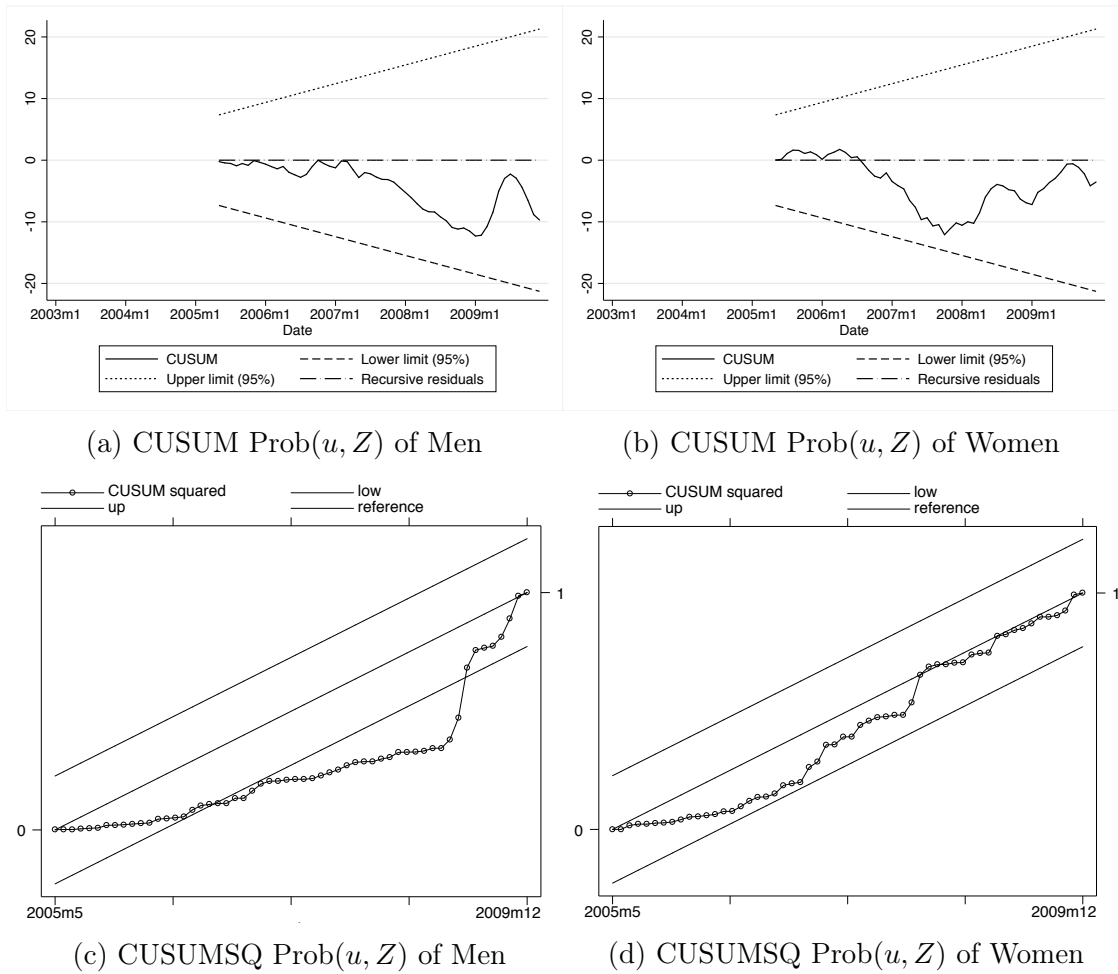 20
10
0
-10
-20
2003m1 2004m1 2005m1 2006m1 2007m1 2008m1 2009m1
Date
CUSUM Lower limit (95%)
Upper limit (95%) Recursive residuals
(a) CUSUM Prob(u, Z) of Men
20
10
0
-10
-20
2003m1 2004m1 2005m1 2006m1 2007m1 2008m1 2009m1
Date
CUSUM Lower limit (95%)
Upper limit (95%) Recursive residuals
(b) CUSUM Prob(u, Z) of Women
CUSUM squared low
up reference
1
0
2005m5 2009m12
(c) CUSUMSQ Prob(u, Z) of Men
CUSUM squared low
up reference
1
0
2005m5 2009m12
(d) CUSUMSQ Prob(u, Z) of Women